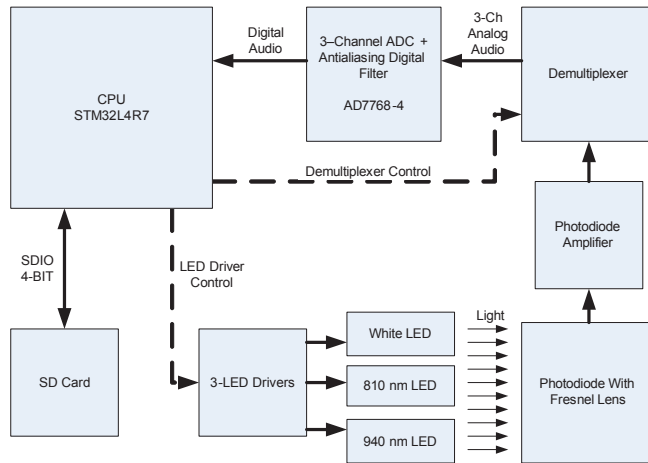 CPU
STM32L4R7
Digital
Audio
3–Channel ADC +
Antialiasing Digital
Filter
AD7768-4
3-Ch
Analog
Audio
Demultiplexer
Demultiplexer Control
Photodiode
Amplifier
SDIO
4-BIT
LED Driver
Control
SD Card
3-LED Drivers
White LED
810 nm LED
940 nm LED
Light
Photodiode With
Fresnel Lens